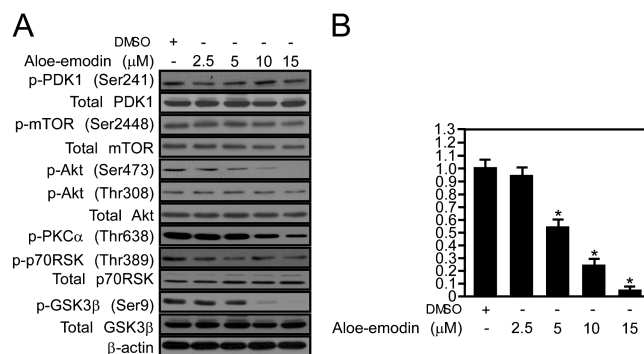 A
DMSO + - - - -
Aloe-emodin (μM) - 2.5 5 10 15
p-PDK1 (Ser241)
Total PDK1
p-mTOR (Ser2448)
Total mTOR
p-Akt (Ser473)
p-Akt (Thr308)
Total Akt
p-PKCα (Thr638)
p-p70RSK (Thr389)
Total p70RSK
p-GSK3β (Ser9)
Total GSK3β
β-actin
B
1.3
1.2
1.1
1.0
0.9
0.8
0.7
0.6
0.5
0.4
0.3
0.2
0.1
0
*
*
*
DMSO + - - - -
Aloe-emodin (μM) - 2.5 5 10 15